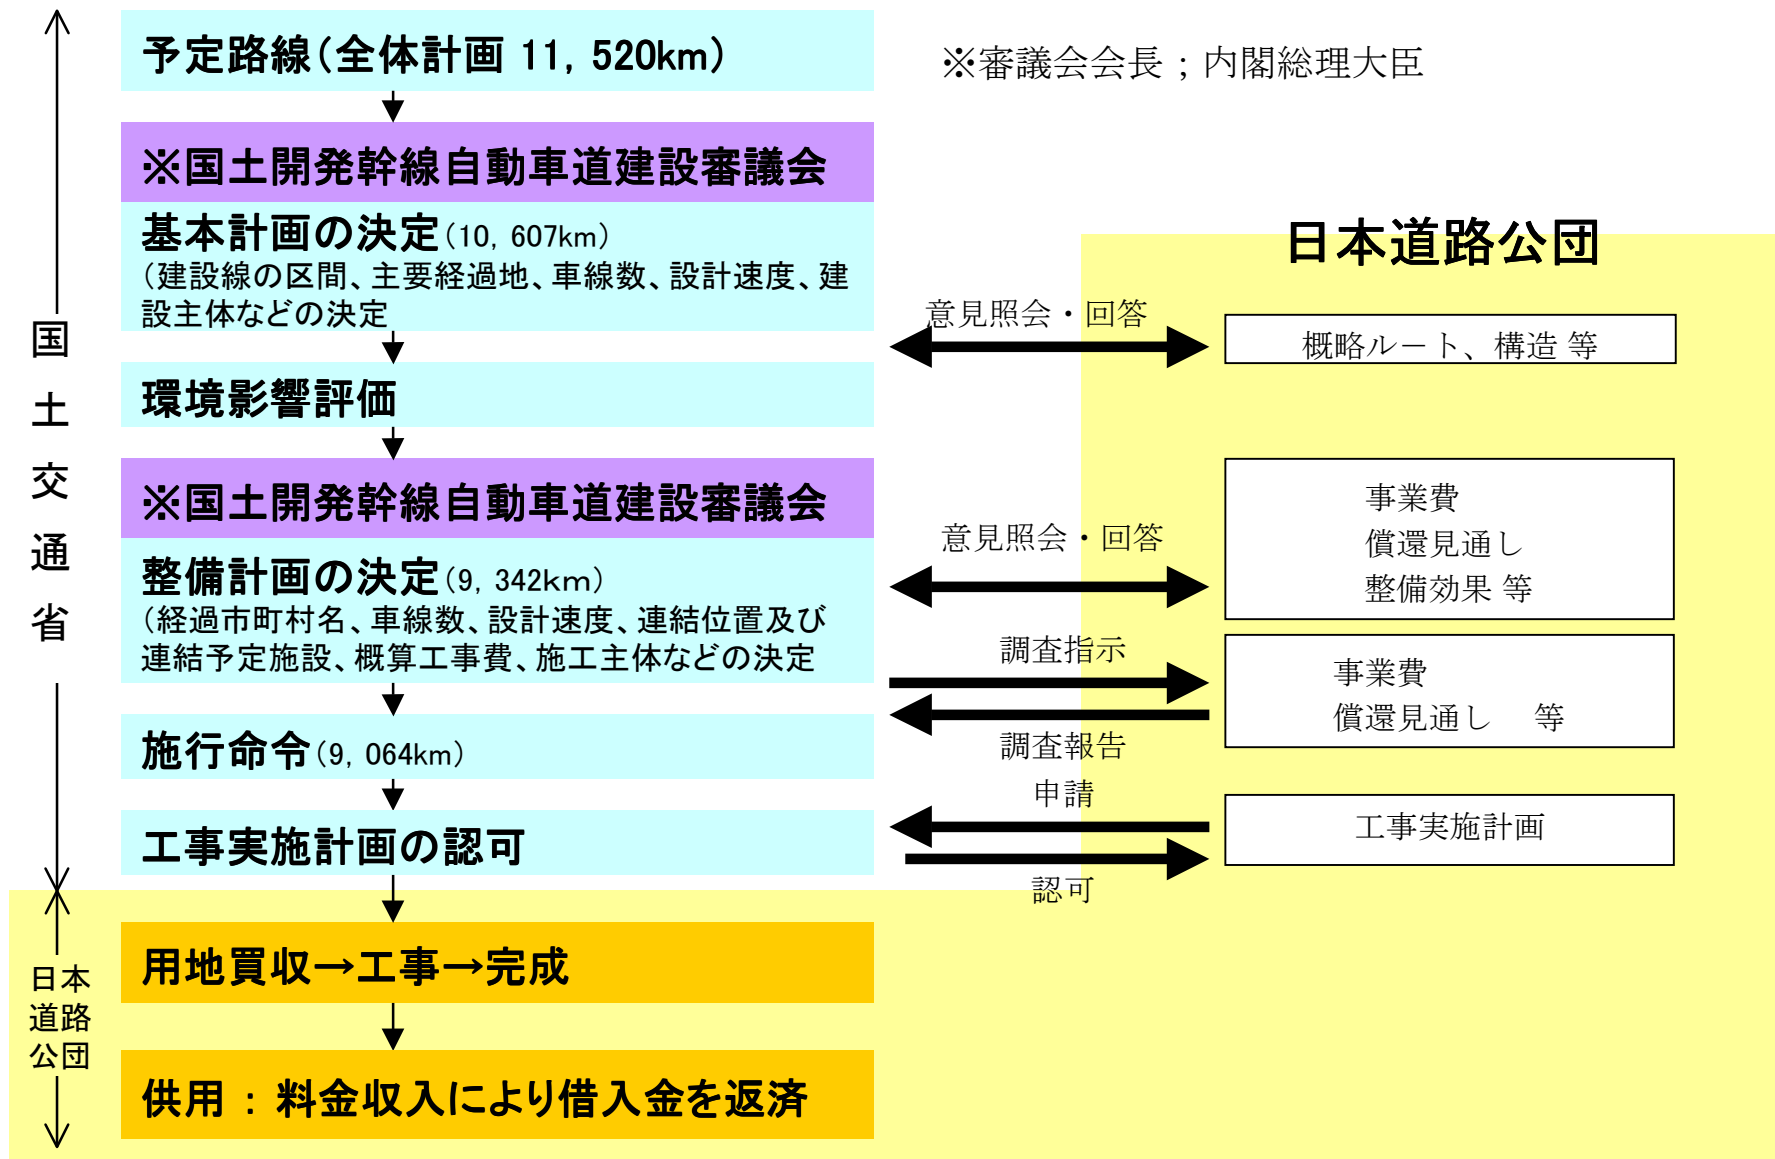 予定路線（全体計画 11，520km）
※審議会会長；内閣総理大臣
※国土開発幹線自動車道建設審議会
基本計画の決定（10，607km）
（建設線の区間、主要経過地、車線数、設計速度、建
設主体などの決定
環境影響評価
※国土開発幹線自動車道建設審議会
整備計画の決定（9，342km）
（経過市町村名、車線数、設計速度、連結位置及び
連結予定施設、概算工事費、施工主体などの決定
施行命令（9，064km）
工事実施計画の認可
用地買収→工事→完成
供用 ： 料金収入により借入金を返済
国
土
交
通
省
日本
道路
公団
日本道路公団
意見照会・回答
概略ルート、構造 等
意見照会・回答
事業費
償還見通し
整備効果 等
調査指示
調査報告
事業費
償還見通し　等
申請
認可
工事実施計画